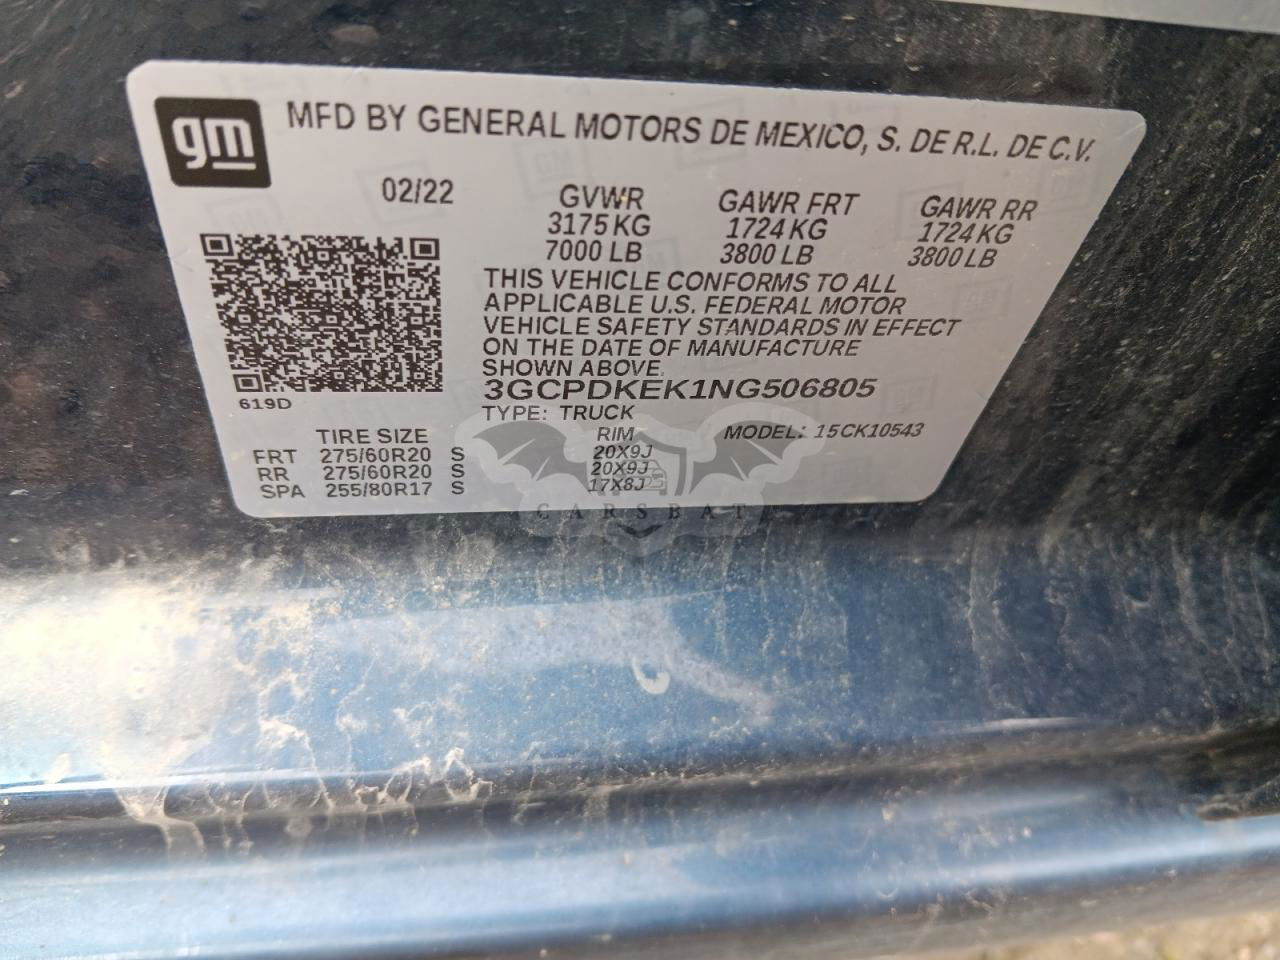 gm
MFD BY GENERAL MOTORS DE MEXICO, S. DE R.L. DE C.V.
02/22 GVWR GAWR FRT GAWR RR
3175 KG 1724 KG 1724 KG
7000 LB 3800 LB 3800 LB
THIS VEHICLE CONFORMS TO ALL
APPLICABLE U.S. FEDERAL MOTOR
VEHICLE SAFETY STANDARDS IN EFFECT
ON THE DATE OF MANUFACTURE
SHOWN ABOVE.
3GCPDKEK1NG506805
619D
TYPE: TRUCK
TIRE SIZE RIM MODEL: 15CK10543
FRT 275/60R20 S 20X9J
RR 275/60R20 S 20X9J
SPA 255/80R17 S 17X8J
CARSBAT